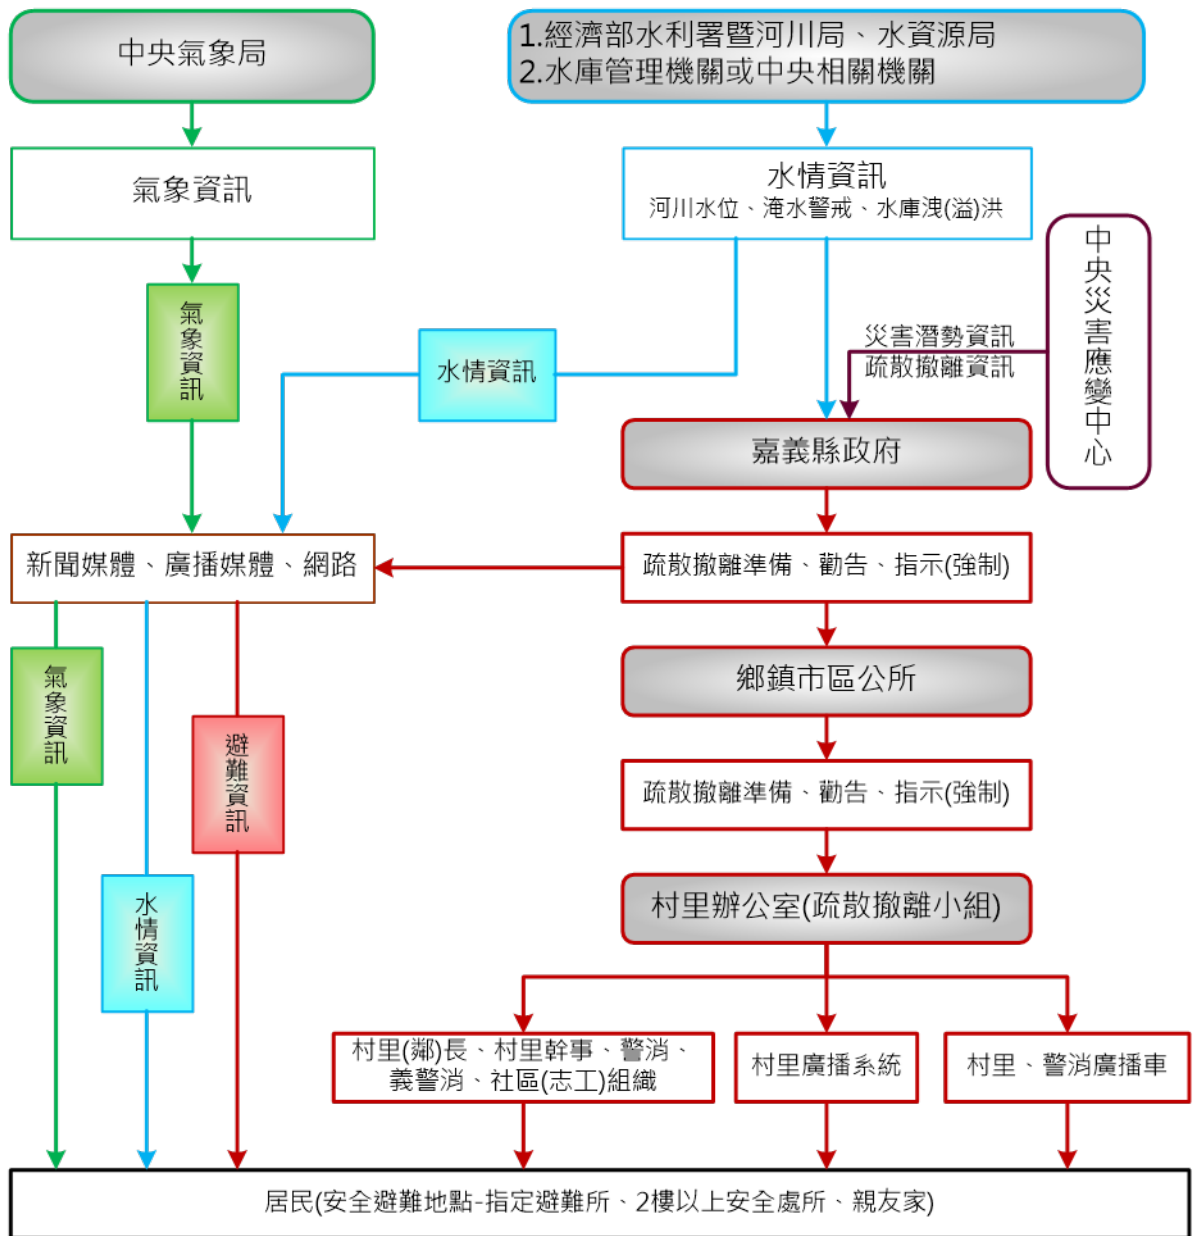 中央氣象局
1.經濟部水利署暨河川局、水資源局
2.水庫管理機關或中央相關機關
氣象資訊
水情資訊
河川水位、淹水警戒、水庫洩(溢)洪
中央災害應變中心
氣象資訊
水情資訊
災害潛勢資訊
疏散撤離資訊
嘉義縣政府
新聞媒體、廣播媒體、網路
疏散撤離準備、勸告、指示(強制)
氣象資訊
鄉鎮市區公所
避難資訊
疏散撤離準備、勸告、指示(強制)
水情資訊
村里辦公室(疏散撤離小組)
村里(鄰)長、村里幹事、警消、
義警消、社區(志工)組織
村里廣播系統
村里、警消廣播車
居民(安全避難地點-指定避難所、2樓以上安全處所、親友家)